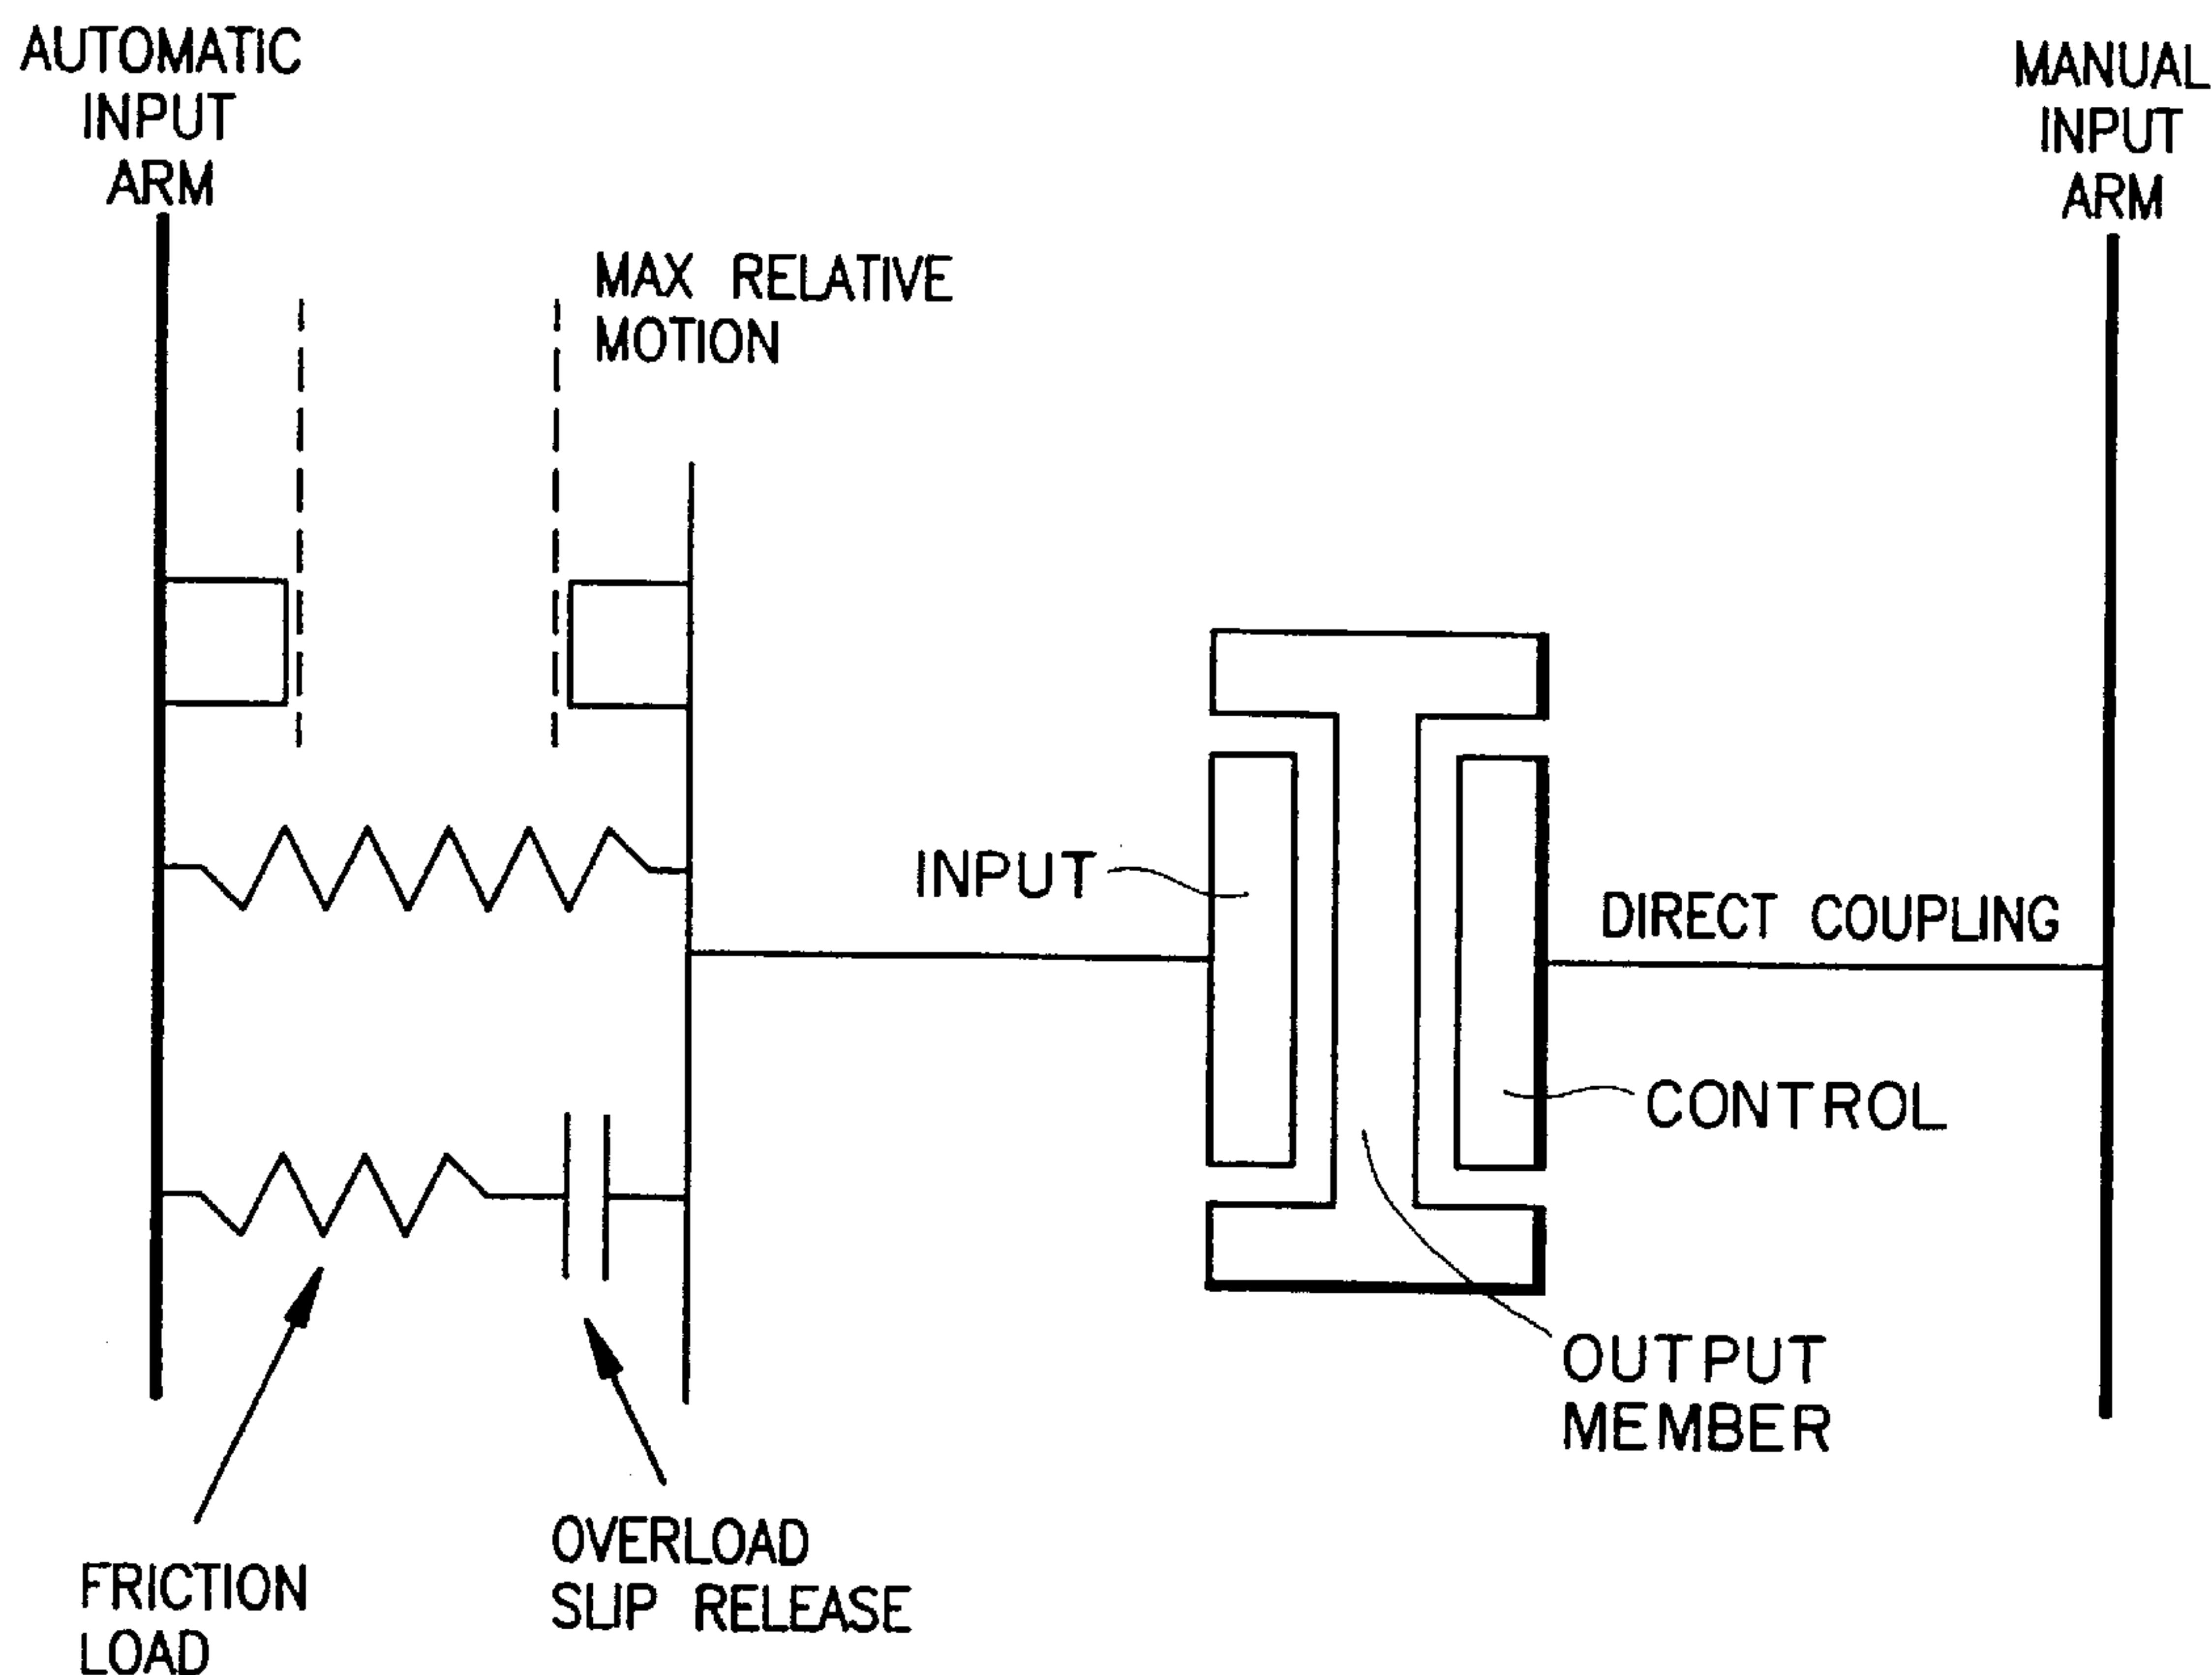 AUTOMATIC
INPUT
ARM
MANUAL
INPUT
ARM
MAX RELATIVE
MOTION
INPUT
DIRECT COUPLING
CONTROL
OUTPUT
MEMBER
OVERLOAD
SLIP RELEASE
FRICTION
LOAD